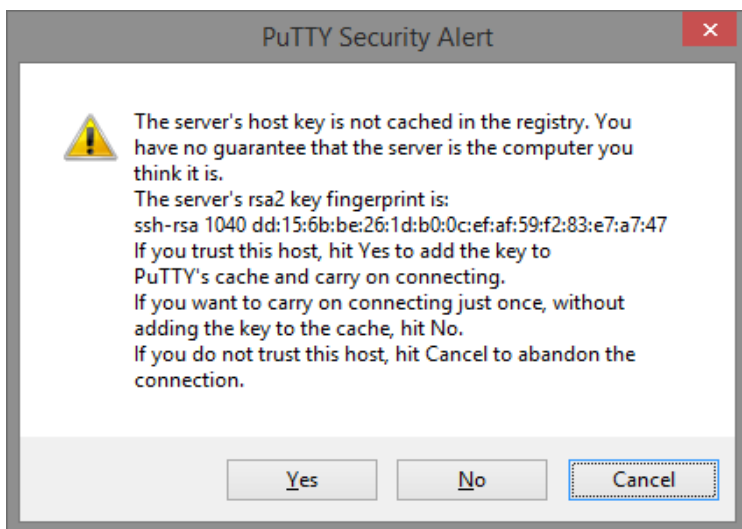 PuTTY Security Alert
The server's host key is not cached in the registry. You
have no guarantee that the server is the computer you
think it is.
The server's rsa2 key fingerprint is:
ssh-rsa 1040 dd:15:6b:be:26:1d:b0:0c:ef:af:59:f2:83:e7:a7:47
If you trust this host, hit Yes to add the key to
PuTTY's cache and carry on connecting.
If you want to carry on connecting just once, without
adding the key to the cache, hit No.
If you do not trust this host, hit Cancel to abandon the
connection.
Yes No Cancel